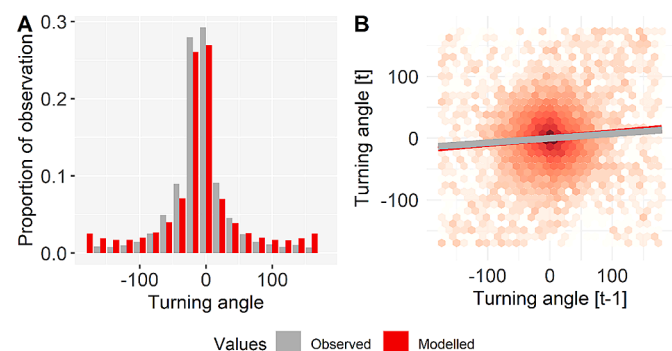 A
Proportion of observation
0.3
0.2
0.1
0.0
-100
0
100
Turning angle
B
Turning angle [t]
100
0
-100
-100
0
100
Turning angle [t-1]
Values
Observed
Modelled